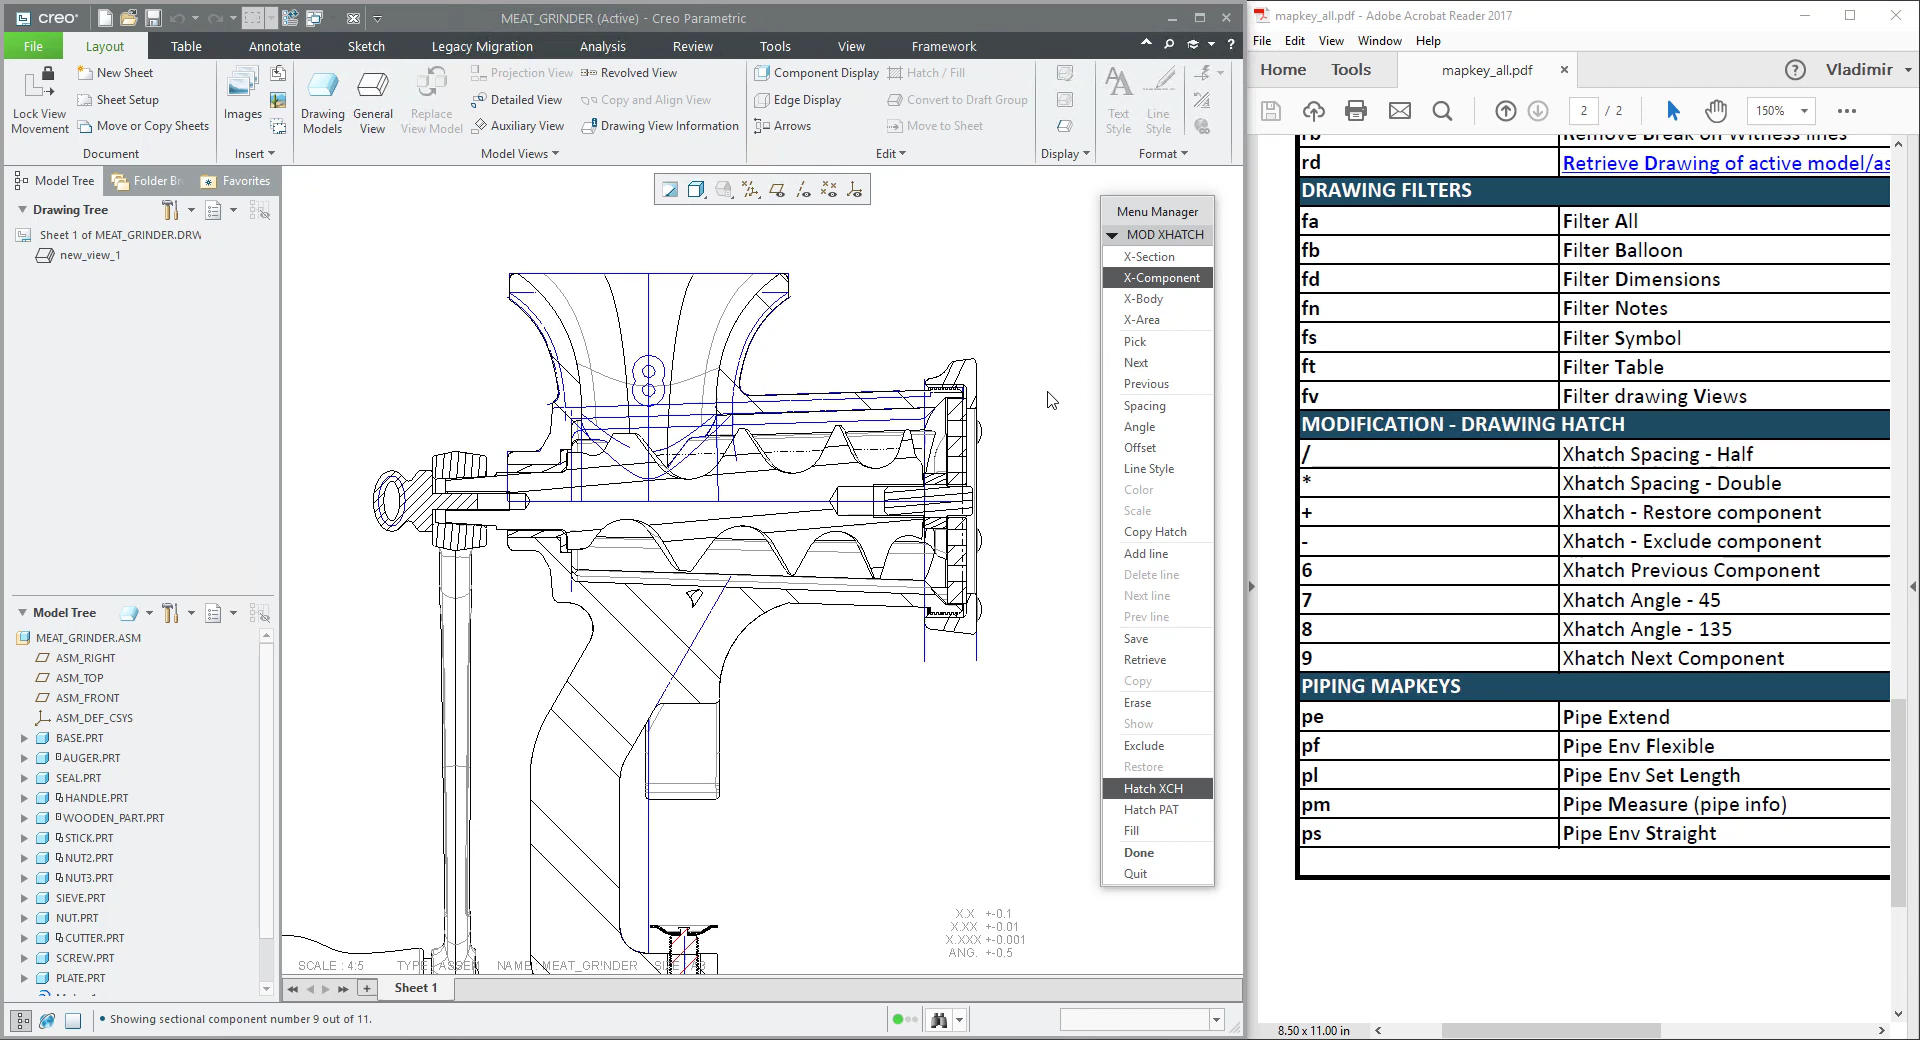 creo
MEAT_GRINDER (Active) - Creo Parametric
File
Layout
Table
Annotate
Sketch
Legacy Migration
Analysis
Review
Tools
View
Framework
Lock View
Movement
New Sheet
Sheet Setup
Move or Copy Sheets
Document
Images
Insert
Drawing
Models
General
View
Replace
View Model
Projection View
Detailed View
Auxiliary View
Revolved View
Copy and Align View
Drawing View Information
Model Views
Component Display
Edge Display
Arrows
Hatch / Fill
Convert to Draft Group
Move to Sheet
Edit
Display
Text
Style
Line
Style
Format
Model Tree
Folder Br
Favorites
Drawing Tree
Sheet 1 of MEAT_GRINDER.DRW
new_view_1
Model Tree
MEAT_GRINDER.ASM
ASM_RIGHT
ASM_TOP
ASM_FRONT
ASM_DEF_CSYS
BASE.PRT
AUGER.PRT
SEAL.PRT
HANDLE.PRT
WOODEN_PART.PRT
STICK.PRT
NUT2.PRT
NUT3.PRT
SIEVE.PRT
NUT.PRT
CUTTER.PRT
SCREW.PRT
PLATE.PRT
Menu Manager
MOD XHATCH
X-Section
X-Component
X-Body
X-Area
Pick
Next
Previous
Spacing
Angle
Offset
Line Style
Color
Scale
Copy Hatch
Add line
Delete line
Next line
Prev line
Save
Retrieve
Copy
Erase
Show
Exclude
Restore
Hatch XCH
Hatch PAT
Fill
Done
Quit
X.X +-0.1
X.XX +-0.01
X.XXX +-0.001
ANG. +-0.5
SCALE : 4:5 TYPE : ASSEM NAME : MEAT_GRINDER
Sheet 1
• Showing sectional component number 9 out of 11.
mapkey_all.pdf - Adobe Acrobat Reader 2017
File Edit View Window Help
Home
Tools
mapkey_all.pdf
Vladimir
2 / 2
150%
Remove Break on Witness lines
rd Retrieve Drawing of active model/as
DRAWING FILTERS
fa Filter All
fb Filter Balloon
fd Filter Dimensions
fn Filter Notes
fs Filter Symbol
ft Filter Table
fv Filter drawing Views
MODIFICATION - DRAWING HATCH
/ Xhatch Spacing - Half
* Xhatch Spacing - Double
+ Xhatch - Restore component
- Xhatch - Exclude component
6 Xhatch Previous Component
7 Xhatch Angle - 45
8 Xhatch Angle - 135
9 Xhatch Next Component
PIPING MAPKEYS
pe Pipe Extend
pf Pipe Env Flexible
pl Pipe Env Set Length
pm Pipe Measure (pipe info)
ps Pipe Env Straight
8.50 x 11.00 in